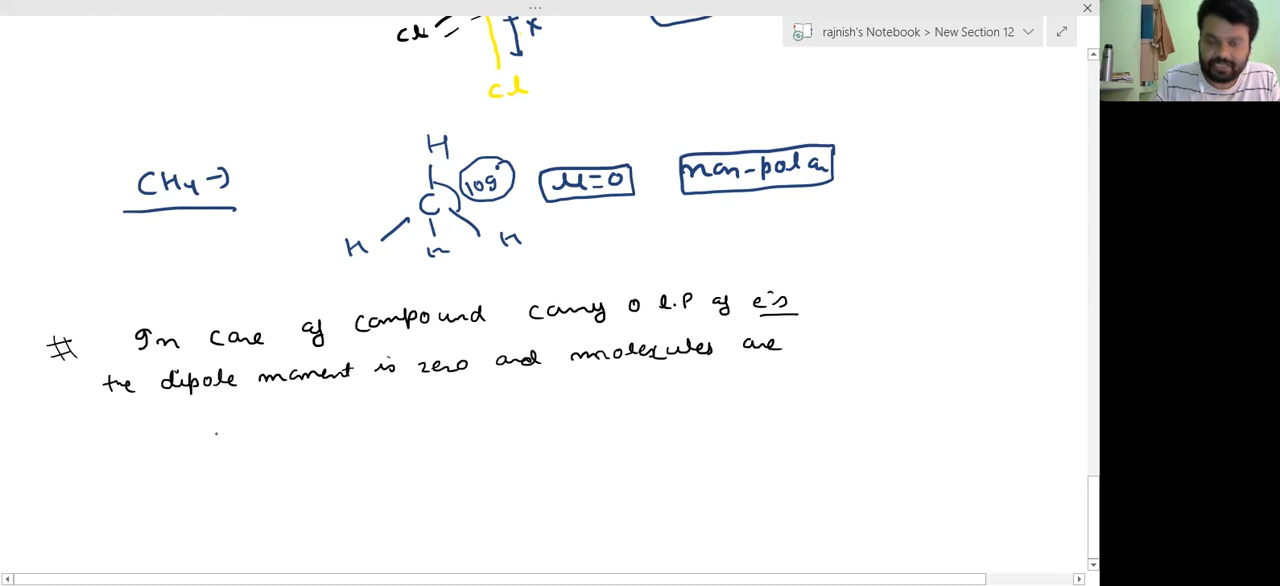 Cl
x
Cl
rajnish's Notebook > New Section 12
CH4 →
H
C
109°
H
H
H
μ=0
non-polar
# In case of compound carry 0 l.p of e⁻s
the dipole moment is zero and molecules are